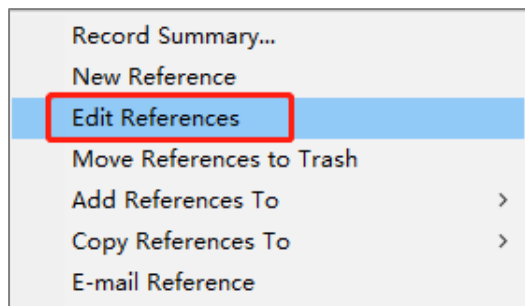 Record Summary...
New Reference
Edit References
Move References to Trash
Add References To
Copy References To
E-mail Reference